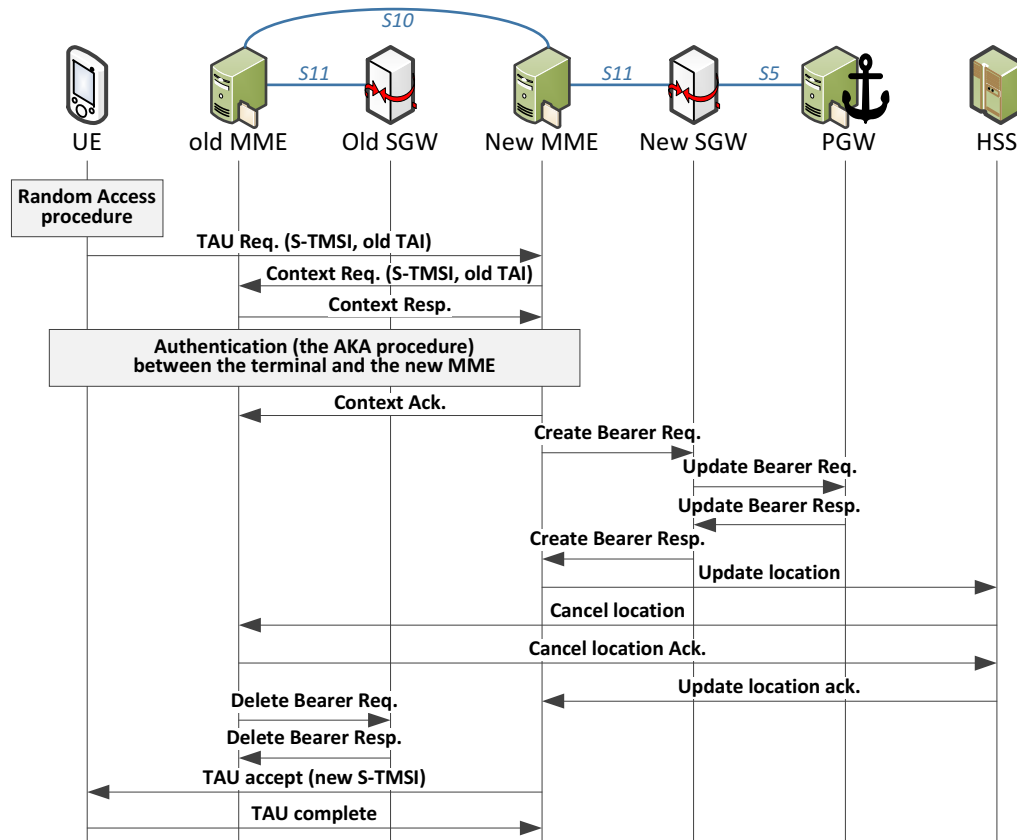 S10
S11
S11
S5
UE
old MME
Old SGW
New MME
New SGW
PGW
HSS
Random Access
procedure
TAU Req. (S-TMSI, old TAI)
Context Req. (S-TMSI, old TAI)
Context Resp.
Authentication (the AKA procedure)
between the terminal and the new MME
Context Ack.
Create Bearer Req.
Update Bearer Req.
Update Bearer Resp.
Create Bearer Resp.
Update location
Cancel location
Cancel location Ack.
Update location ack.
Delete Bearer Req.
Delete Bearer Resp.
TAU accept (new S-TMSI)
TAU complete